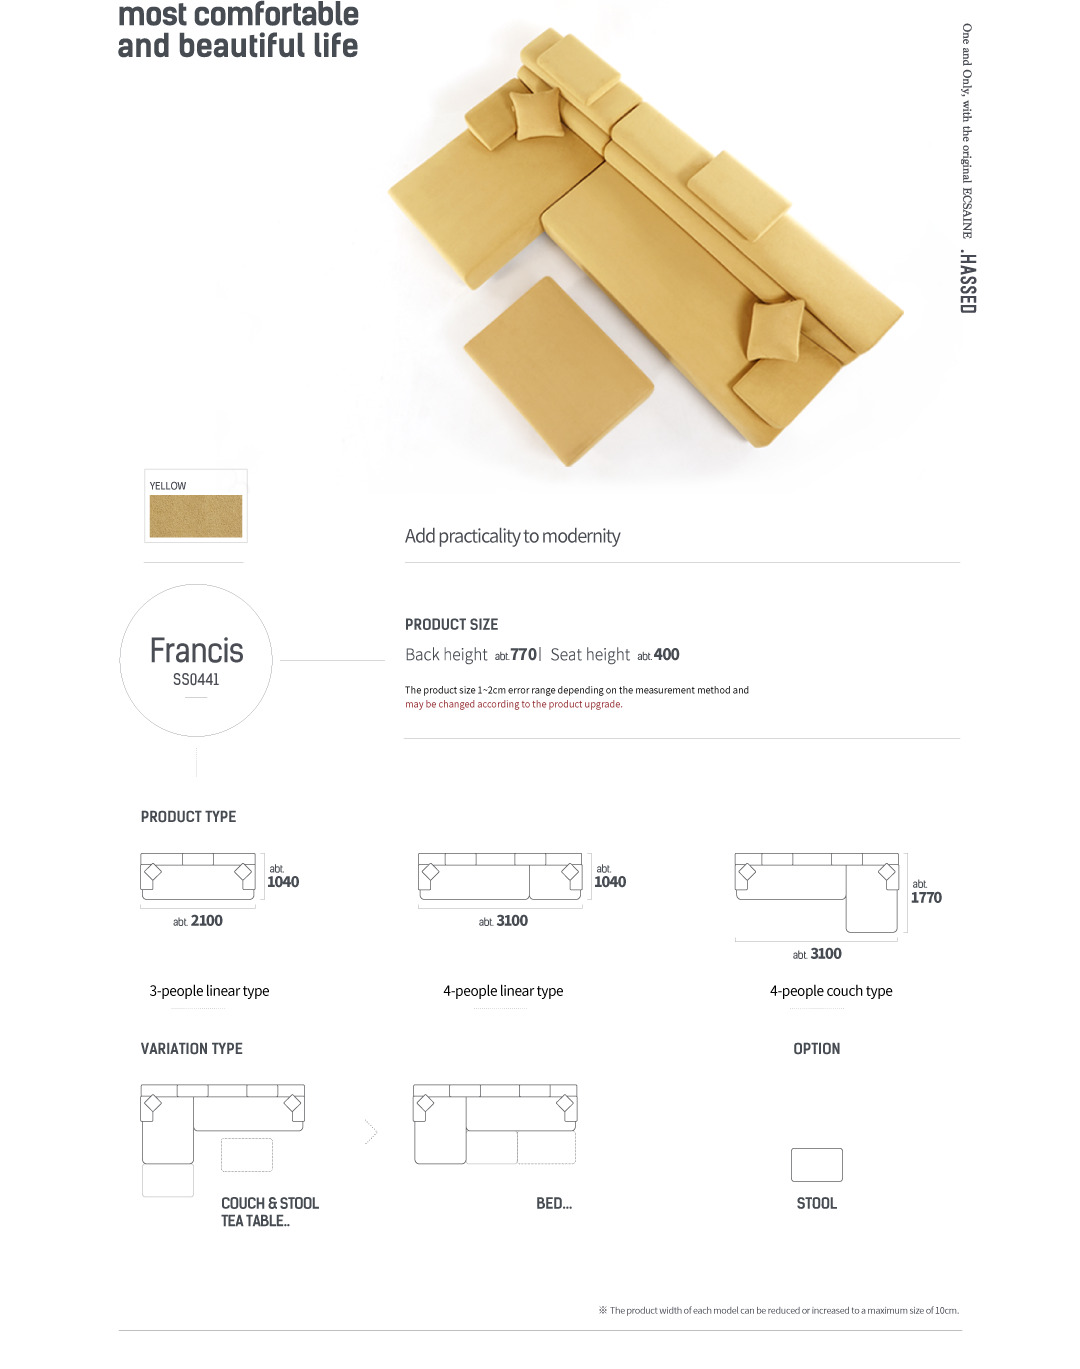 most comfortable
and beautiful life
One and Only, with the original ECSAINE .HASSED
YELLOW
Add practicality to modernity
Francis
SS0441
PRODUCT SIZE
Back height abt.770 | Seat height abt.400
The product size 1~2cm error range depending on the measurement method and
may be changed according to the product upgrade.
PRODUCT TYPE
abt.
1040
abt. 2100
3-people linear type
abt.
1040
abt. 3100
4-people linear type
abt.
1770
abt. 3100
4-people couch type
VARIATION TYPE
COUCH & STOOL
TEA TABLE..
BED...
OPTION
STOOL
※ The product width of each model can be reduced or increased to a maximum size of 10cm.